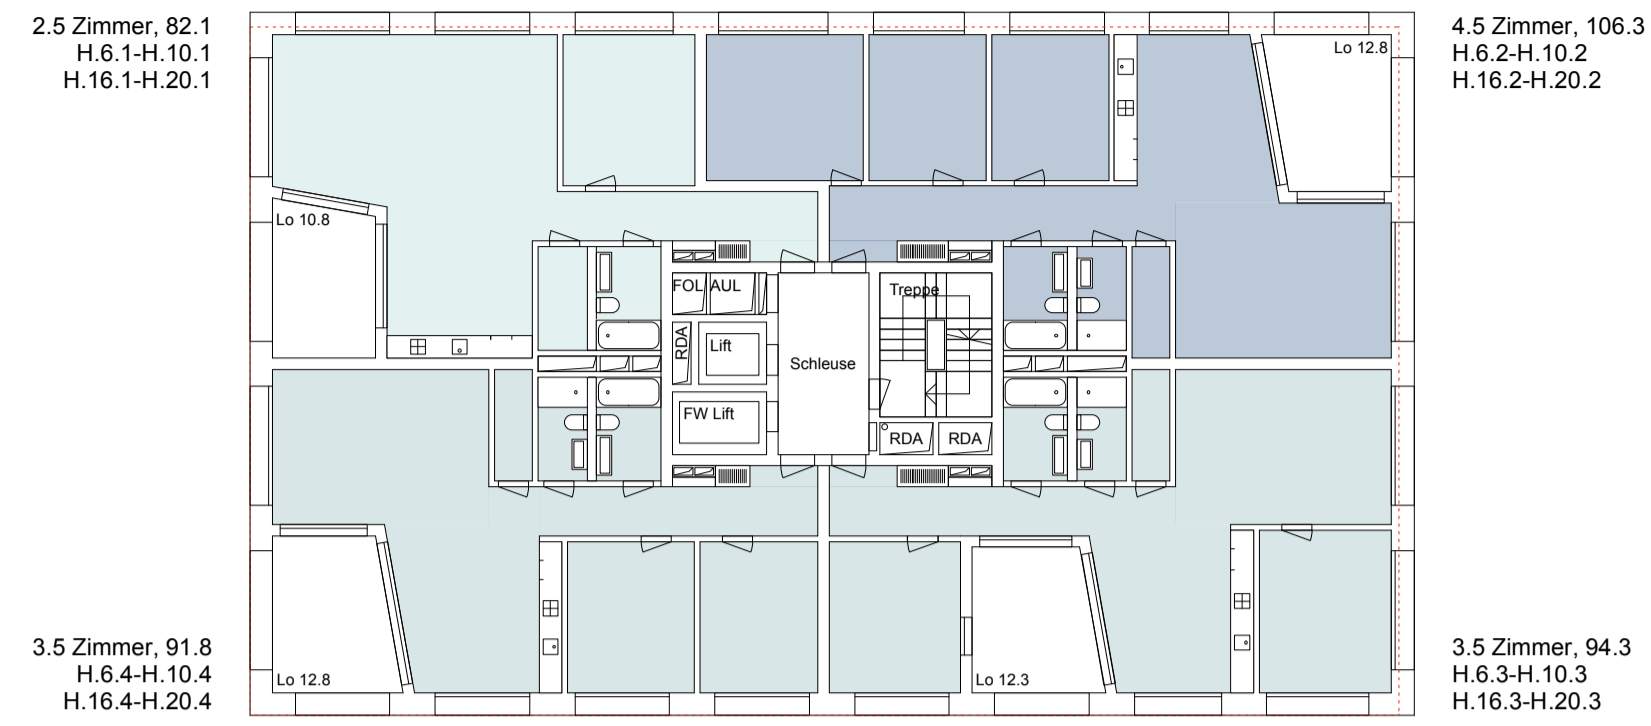 2.5 Zimmer, 82.1
H.6.1-H.10.1
H.16.1-H.20.1
4.5 Zimmer, 106.3
H.6.2-H.10.2
H.16.2-H.20.2
Lo 12.8
Lo 10.8
FOL
AUL
Treppe
RDA
Lift
Schleuse
FW Lift
RDA
RDA
3.5 Zimmer, 91.8
H.6.4-H.10.4
H.16.4-H.20.4
Lo 12.8
Lo 12.3
3.5 Zimmer, 94.3
H.6.3-H.10.3
H.16.3-H.20.3